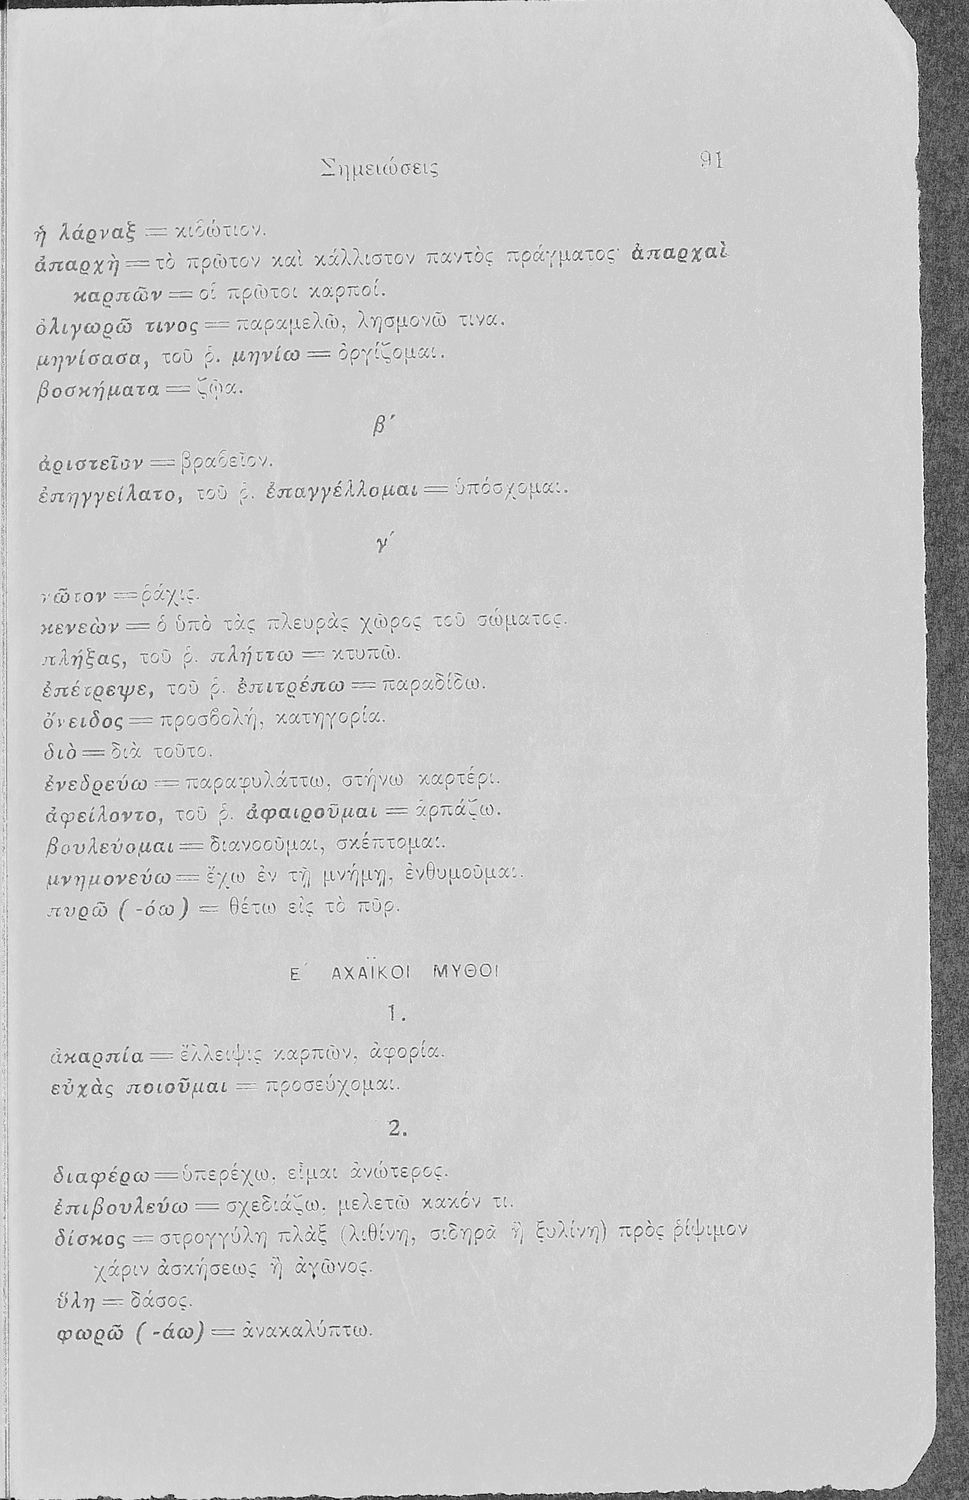 Σημειώσεις 91
ἡ λάρναξ = κιβώτιον.
ἀπαρχὴ = τὸ πρῶτον καὶ κάλλιστον παντὸς πράγματος· ἀπαρχαὶ
καρπῶν = οἱ πρῶτοι καρποί.
ὀλιγωρῶ τινος = παραμελῶ, λησμονῶ τινα.
μηνίσασα, τοῦ ῥ. μηνίω = ὀργίζομαι.
βοσκήματα = ζῷα.
β΄
ἀριστεῖον = βραβεῖον.
ἐπηγγείλατο, τοῦ ῥ. ἐπαγγέλλομαι = ὑπόσχομαι.
γ΄
νῶτον = ῥάχις.
κενεὼν = ὁ ὑπὸ τὰς πλευρὰς χῶρος τοῦ σώματος.
πλήξας, τοῦ ῥ. πλήττω = κτυπῶ.
ἐπέτρεψε, τοῦ ῥ. ἐπιτρέπω = παραδίδω.
ὄνειδος = προσβολή, κατηγορία.
διὸ = διὰ τοῦτο.
ἐνεδρεύω = παραφυλάττω, στήνω καρτέρι.
ἀφείλοντο, τοῦ ῥ. ἀφαιροῦμαι = ἁρπάζω.
βουλεύομαι = διανοοῦμαι, σκέπτομαι.
μνημονεύω = ἔχω ἐν τῇ μνήμῃ, ἐνθυμοῦμαι.
πυρῶ (-όω) = θέτω εἰς τὸ πῦρ.
Ε΄ ΑΧΑΪΚΟΙ ΜΥΘΟΙ
1.
ἀκαρπία = ἔλλειψις καρπῶν, ἀφορία.
εὐχὰς ποιοῦμαι = προσεύχομαι.
2.
διαφέρω = ὑπερέχω, εἶμαι ἀνώτερος.
ἐπιβουλεύω = σχεδιάζω, μελετῶ κακόν τι.
δίσκος = στρογγύλη πλὰξ (λιθίνη, σιδηρᾶ ἢ ξυλίνη) πρὸς ῥίψιμον
χάριν ἀσκήσεως ἢ ἀγῶνος.
ὕλη = δάσος.
φωρῶ (-άω) = ἀνακαλύπτω.